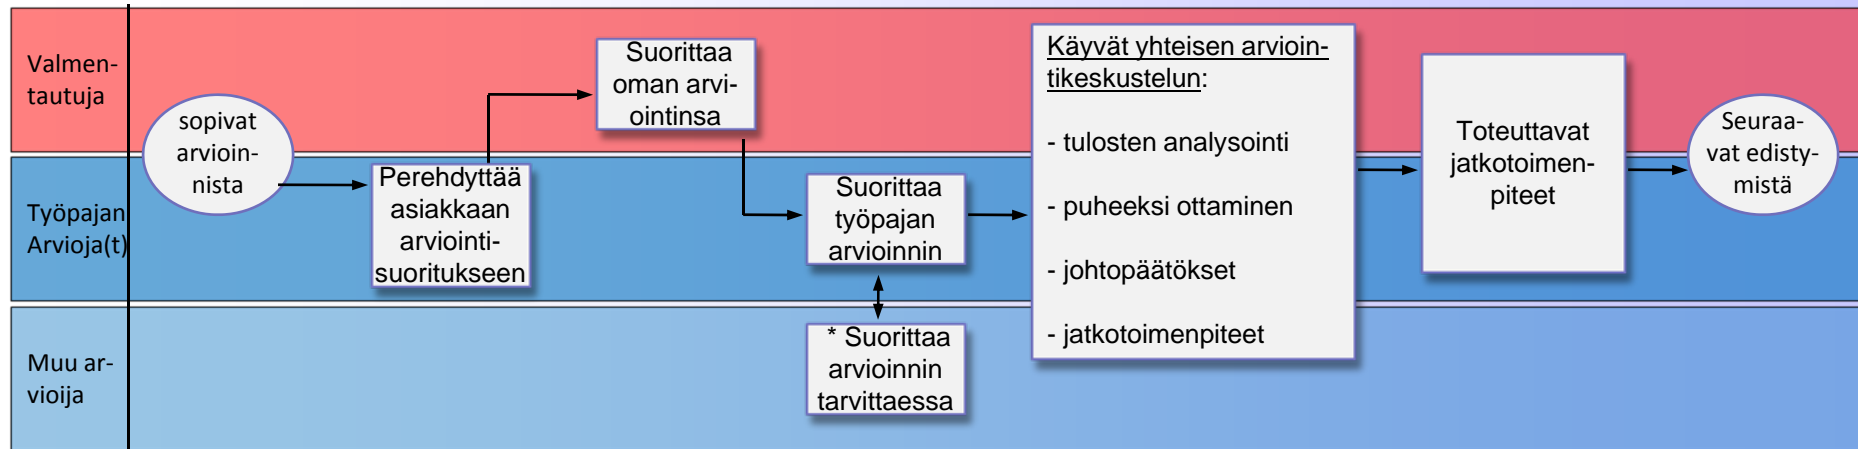 Valmen-
tautuja
sopivat
arvioin-
nista
Työpajan
Arvioja(t)
Muu ar-
vioija
Perehdyttää
asiakkaan
arviointi-
suoritukseen
Suorittaa
oman arvi-
ointinsa
Suorittaa
työpajan
arvioinnin
* Suorittaa
arvioinnin
tarvittaessa
Käyvät yhteisen arvioin-
tikeskustelun:
- tulosten analysointi
- puheeksi ottaminen
- johtopäätökset
- jatkotoimenpiteet
Toteuttavat
jatkotoimen-
piteet
Seuraa-
vat edisty-
mistä